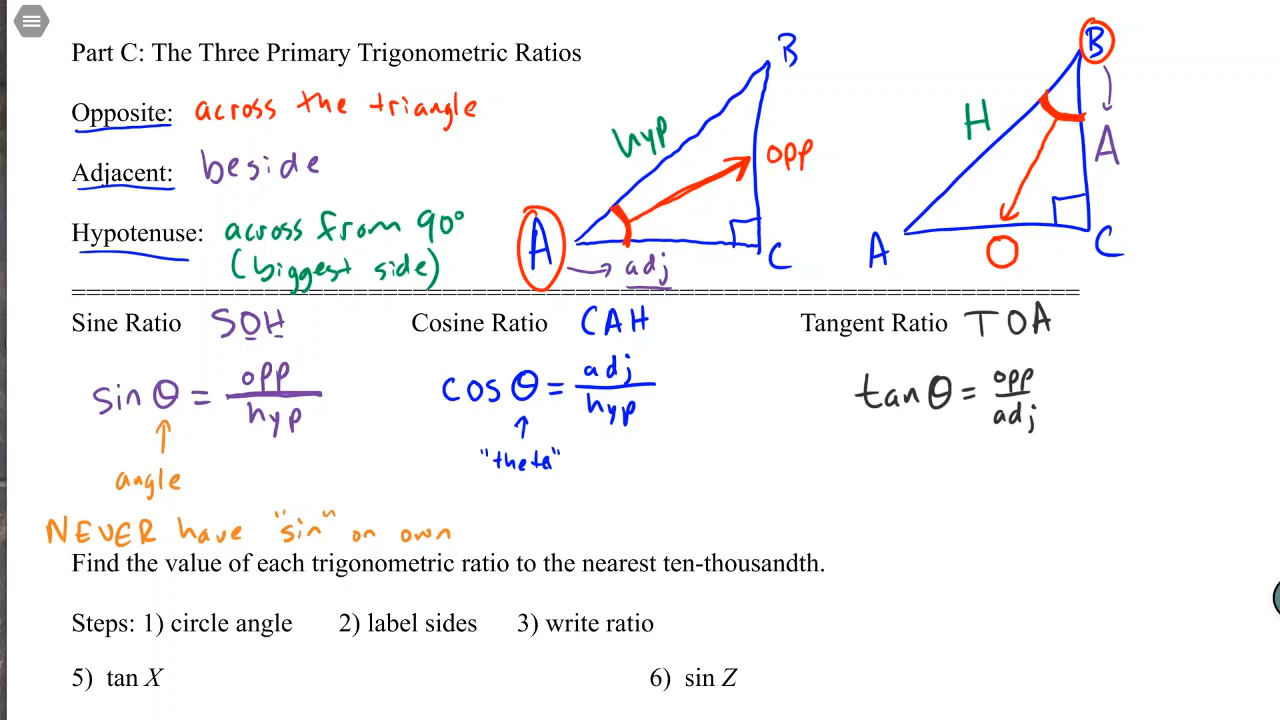 Part C: The Three Primary Trigonometric Ratios
Opposite: across the triangle
Adjacent: beside
Hypotenuse: across from 90°
(biggest side)
B
hyp
opp
A
adj
C
B
H
A
A
O
C
==========================================================================
Sine Ratio SOH
sin θ = opp/hyp
angle
NEVER have "sin" on own
Cosine Ratio CAH
cos θ = adj/hyp
"theta"
Tangent Ratio TOA
tan θ = opp/adj
Find the value of each trigonometric ratio to the nearest ten-thousandth.
Steps: 1) circle angle 2) label sides 3) write ratio
5) tan X 6) sin Z